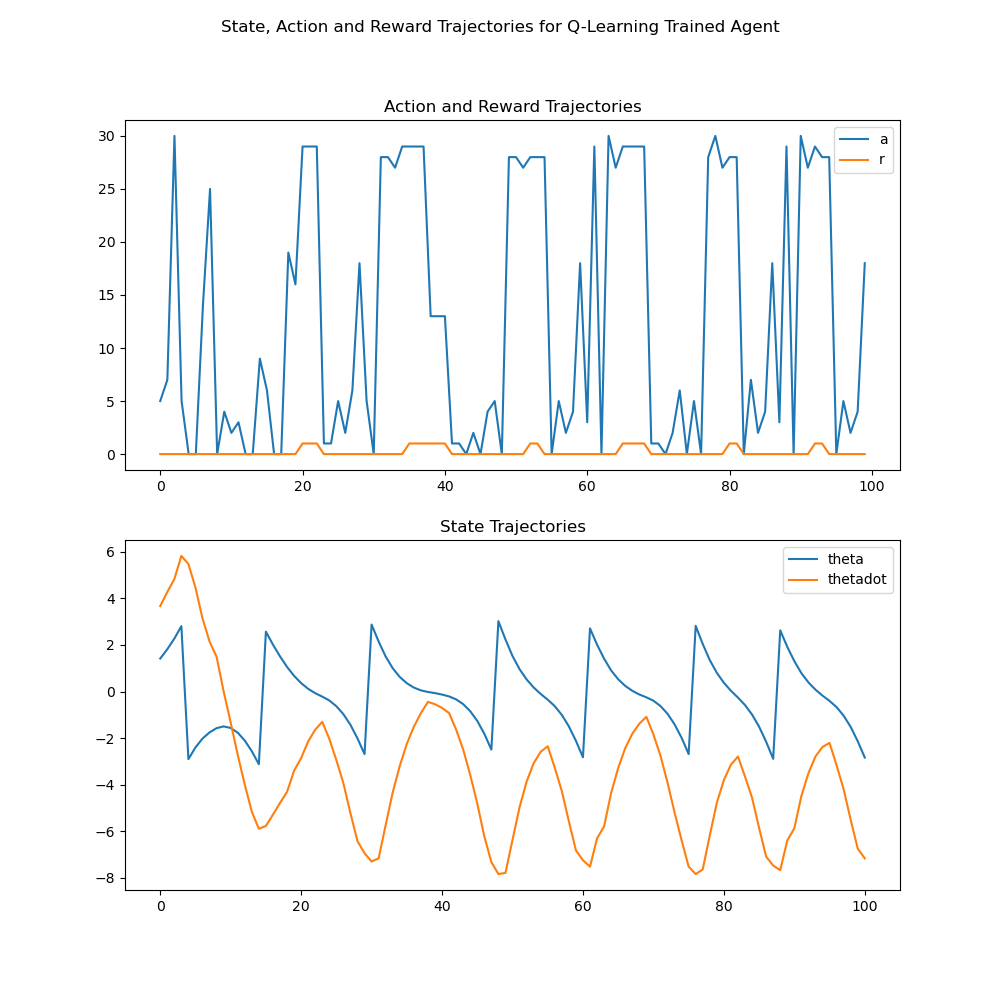 State, Action and Reward Trajectories for Q-Learning Trained Agent
Action and Reward Trajectories
30
25
20
15
10
5
0
a
r
0 20 40 60 80 100
State Trajectories
6
4
2
0
−2
−4
−6
−8
theta
thetadot
0 20 40 60 80 100